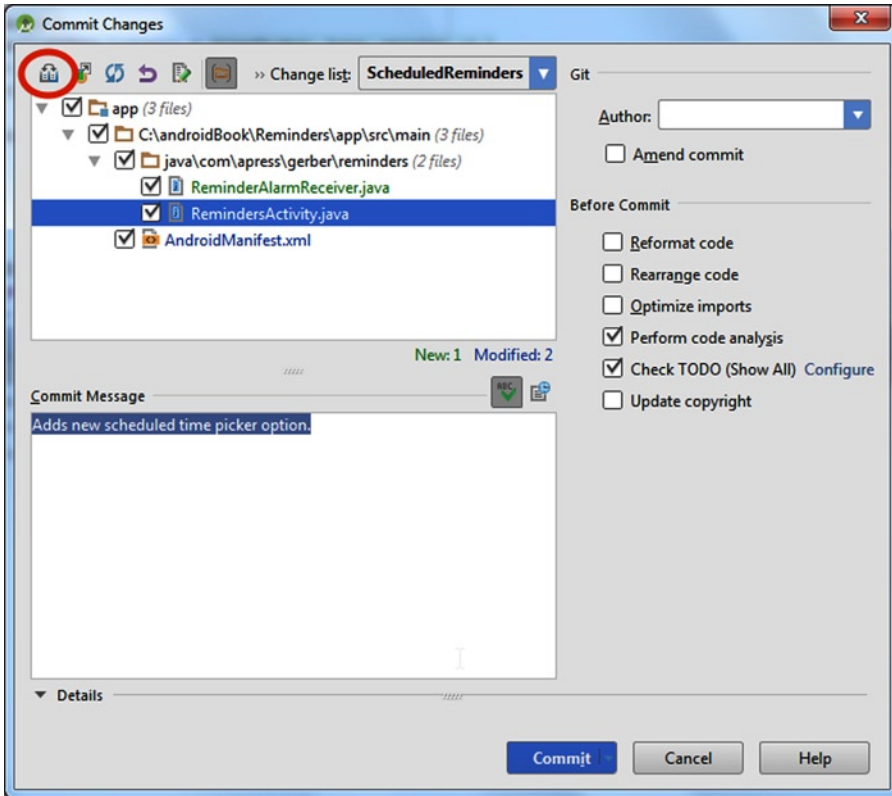 Commit Changes
» Change list: ScheduledReminders
Git
app (3 files)
C:\androidBook\Reminders\app\src\main (3 files)
java\com\apress\gerber\reminders (2 files)
ReminderAlarmReceiver.java
RemindersActivity.java
AndroidManifest.xml
New: 1 Modified: 2
Author:
Amend commit
Before Commit
Reformat code
Rearrange code
Optimize imports
Perform code analysis
Check TODO (Show All) Configure
Update copyright
Commit Message
ABC
Adds new scheduled time picker option.
Details
Commit
Cancel
Help